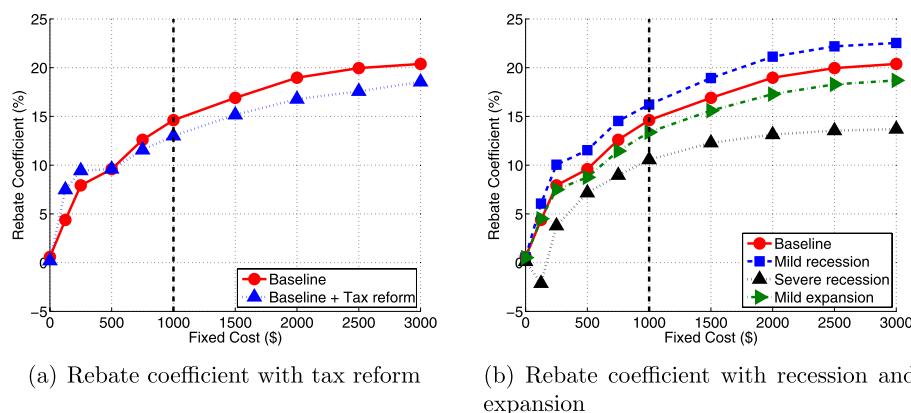 25
20
15
10
5
0
−5
Rebate Coefficient (%)
0 500 1000 1500 2000 2500 3000
Fixed Cost ($)
Baseline
Baseline + Tax reform
(a) Rebate coefficient with tax reform
25
20
15
10
5
0
−5
Rebate Coefficient (%)
0 500 1000 1500 2000 2500 3000
Fixed Cost ($)
Baseline
Mild recession
Severe recession
Mild expansion
(b) Rebate coefficient with recession and
expansion